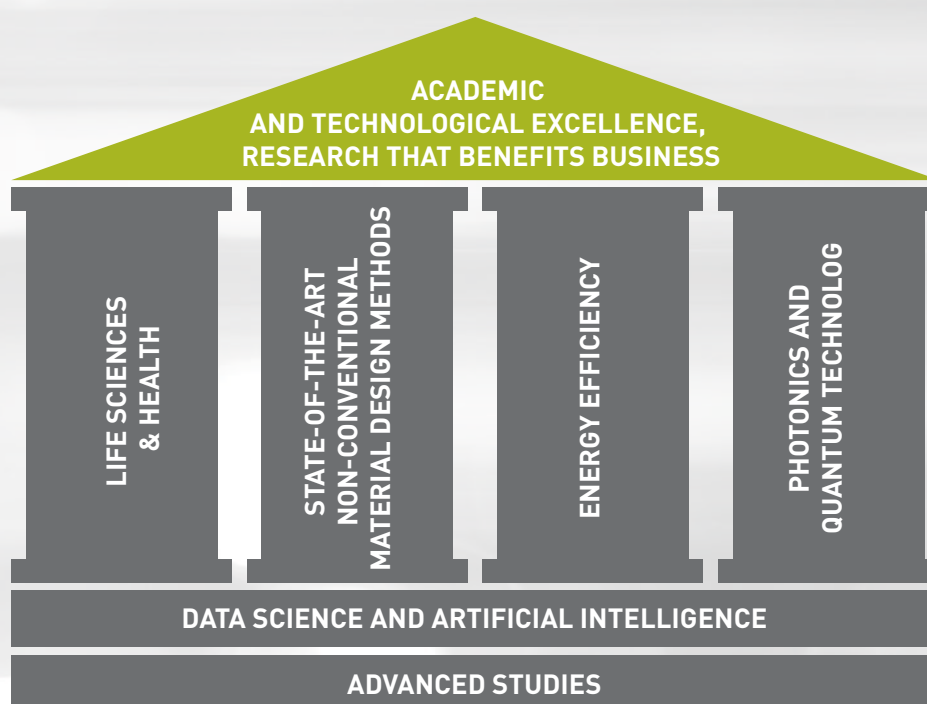 ACADEMIC
AND TECHNOLOGICAL EXCELLENCE,
RESEARCH THAT BENEFITS BUSINESS
LIFE SCIENCES
& HEALTH
STATE-OF-THE-ART
NON-CONVENTIONAL
MATERIAL DESIGN METHODS
ENERGY EFFICIENCY
PHOTONICS AND
QUANTUM TECHNOLOG
DATA SCIENCE AND ARTIFICIAL INTELLIGENCE
ADVANCED STUDIES